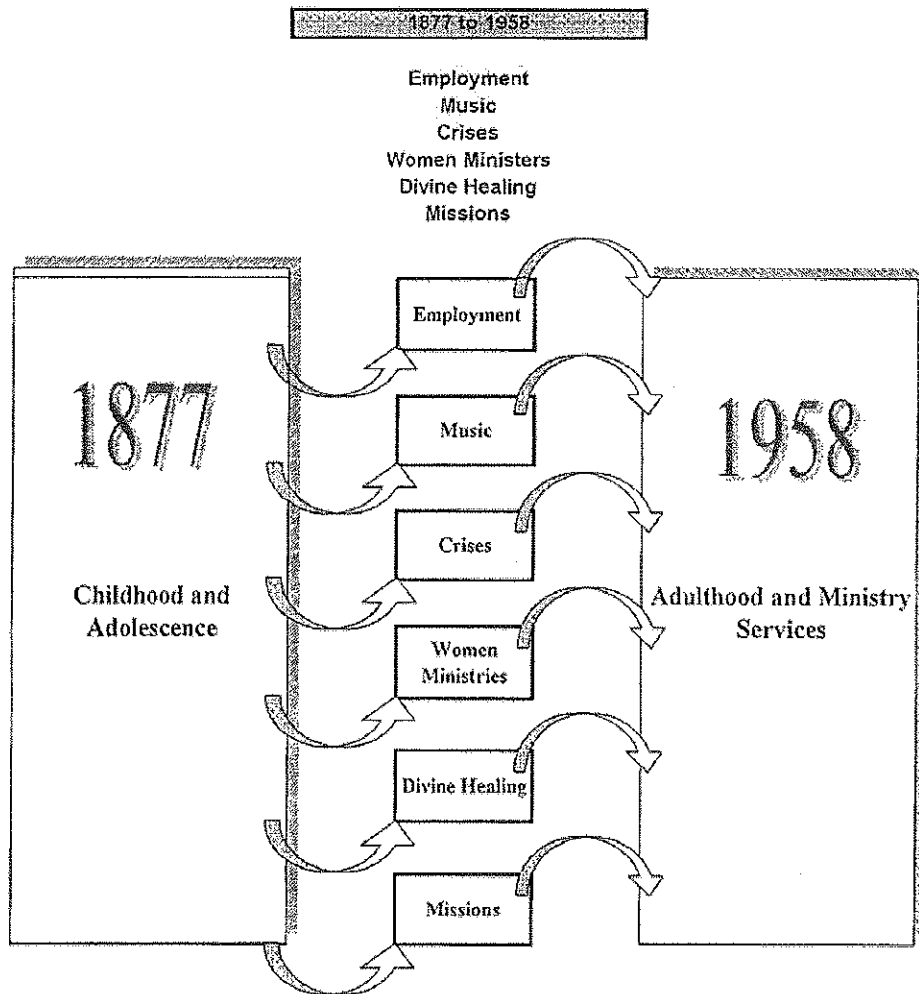 1877 to 1958
Employment
Music
Crises
Women Ministers
Divine Healing
Missions
1877
Childhood and
Adolescence
Employment
Music
Crises
Women
Ministries
Divine Healing
Missions
1958
Adulthood and Ministry
Services